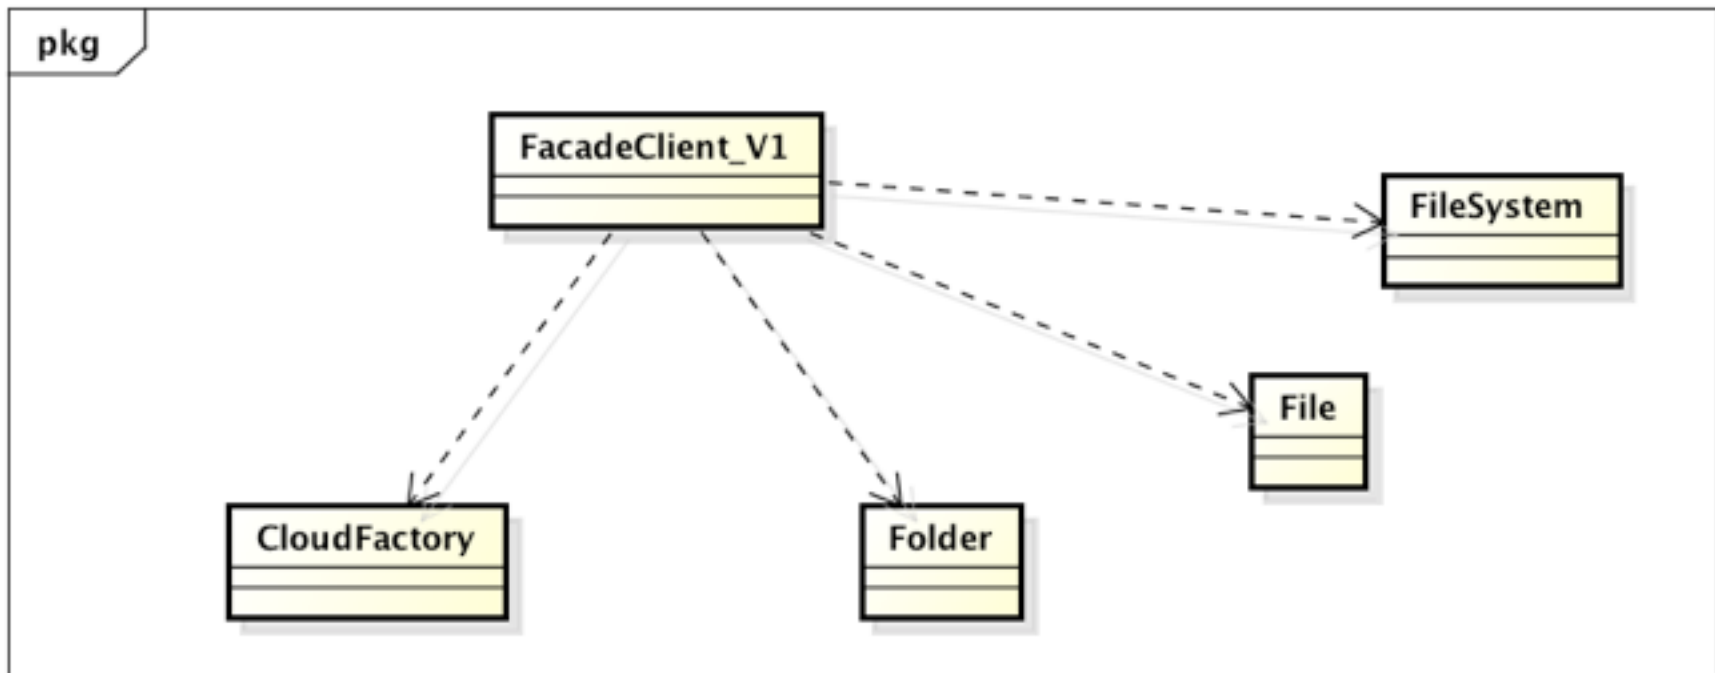 pkg
FacadeClient_V1
FileSystem
File
CloudFactory
Folder